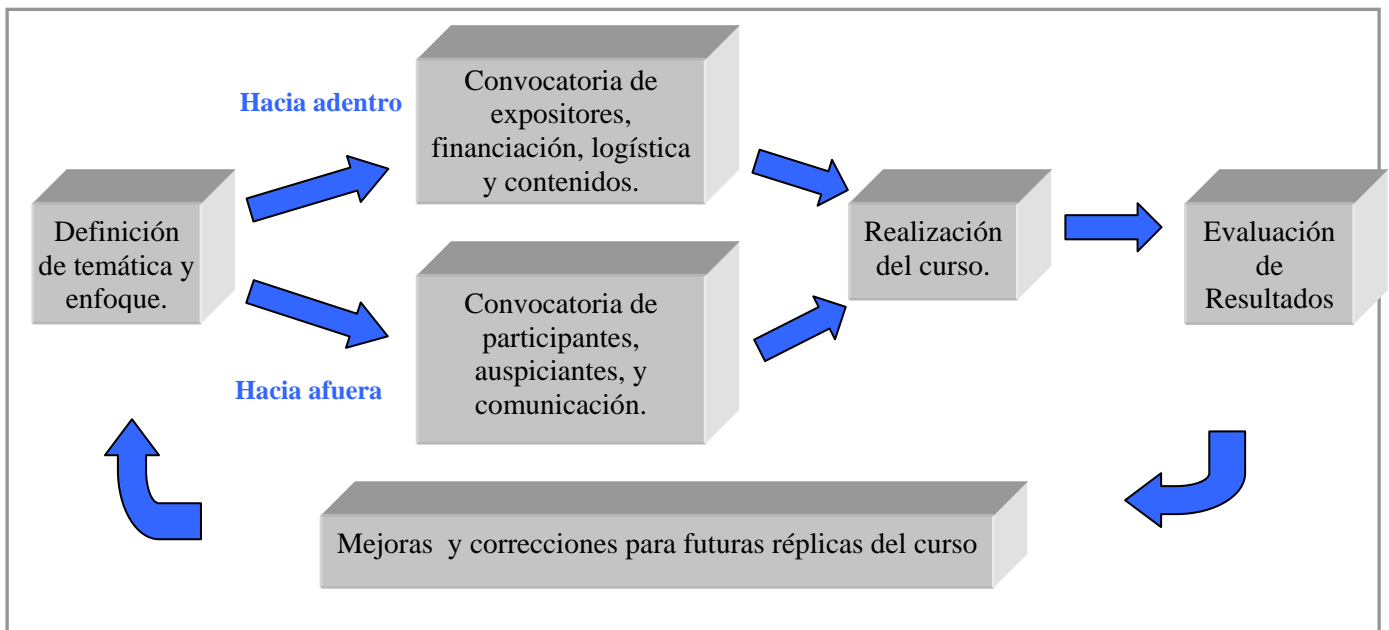 Hacia adentro
Convocatoria de
expositores,
financiación, logística
y contenidos.
Definición
de temática y
enfoque.
Realización
del curso.
Evaluación
de
Resultados
Convocatoria de
participantes,
auspiciantes, y
comunicación.
Hacia afuera
Mejoras y correcciones para futuras réplicas del curso